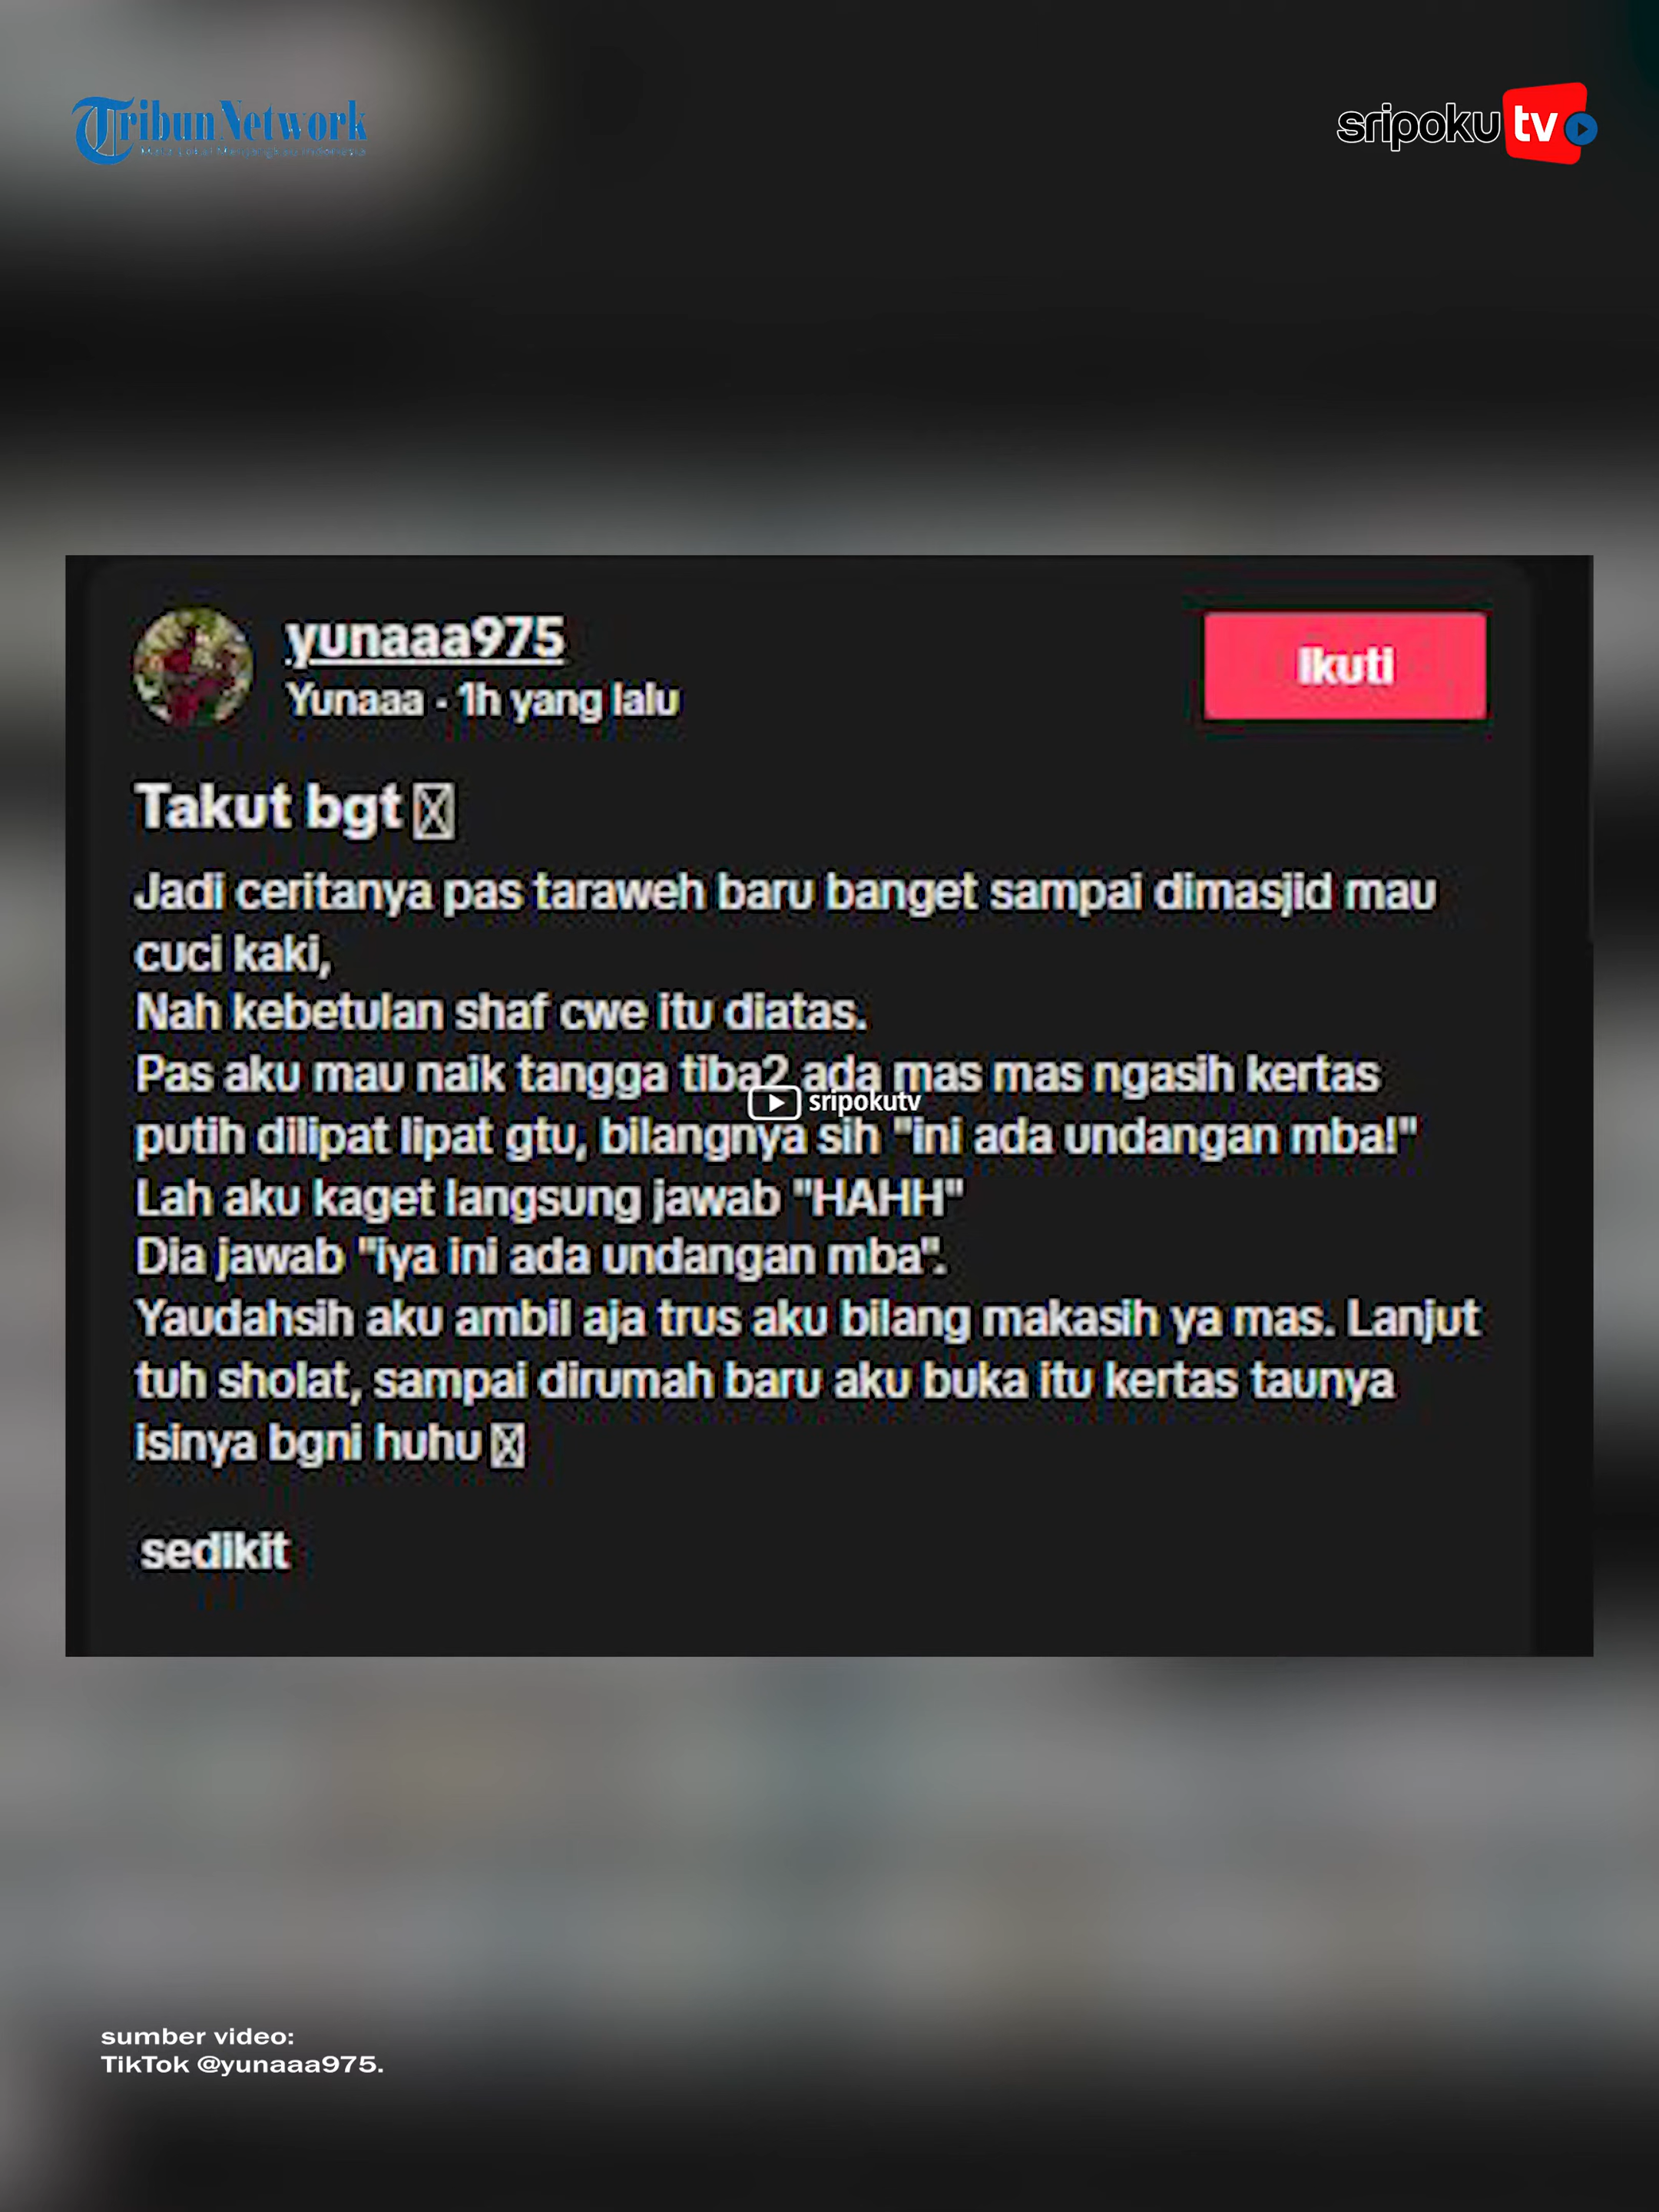 Tribun Network
sripoku tv
yunaaa975
Yunaaa · 1h yang lalu
Ikuti
Takut bgt
Jadi ceritanya pas taraweh baru banget sampai dimasjid mau
cuci kaki,
Nah kebetulan shaf cwe itu diatas.
Pas aku mau naik tangga tiba2 ada mas mas ngasih kertas
sripokutv
putih dilipat lipat gtu, bilangnya sih "ini ada undangan mba!"
Lah aku kaget langsung jawab "HAHH"
Dia jawab "iya ini ada undangan mba".
Yaudahsih aku ambil aja trus aku bilang makasih ya mas. Lanjut
tuh sholat, sampai dirumah baru aku buka itu kertas taunya
isinya bgni huhu
sedikit
sumber video:
TikTok @yunaaa975.